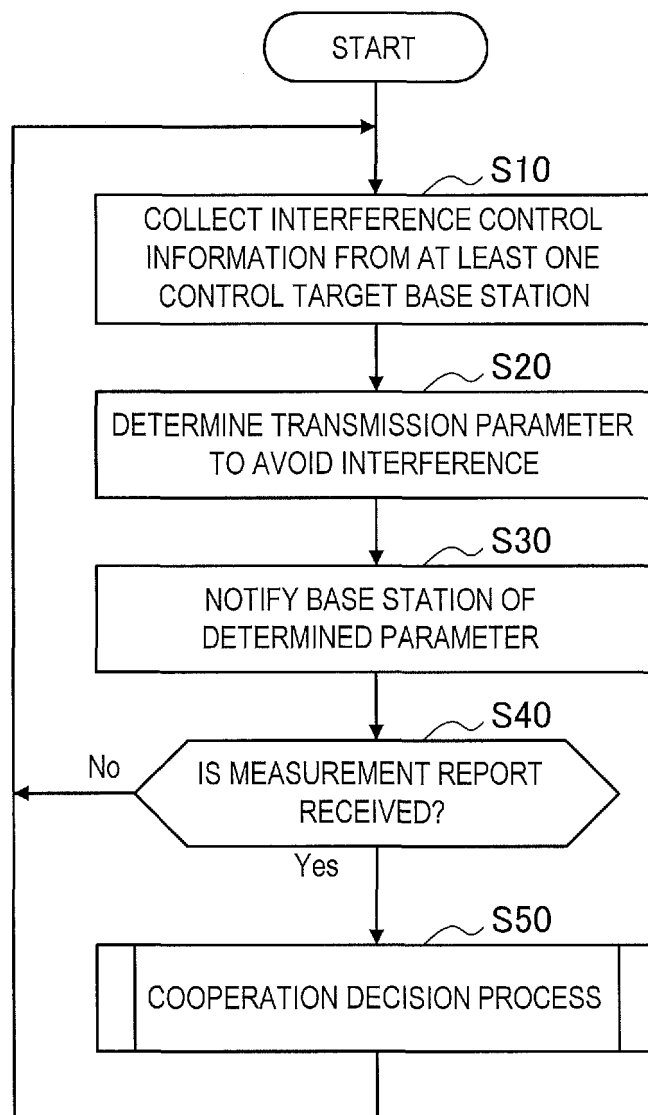 START
S10
COLLECT INTERFERENCE CONTROL
INFORMATION FROM AT LEAST ONE
CONTROL TARGET BASE STATION
S20
DETERMINE TRANSMISSION PARAMETER
TO AVOID INTERFERENCE
S30
NOTIFY BASE STATION OF
DETERMINED PARAMETER
S40
IS MEASUREMENT REPORT
RECEIVED?
No
Yes
S50
COOPERATION DECISION PROCESS